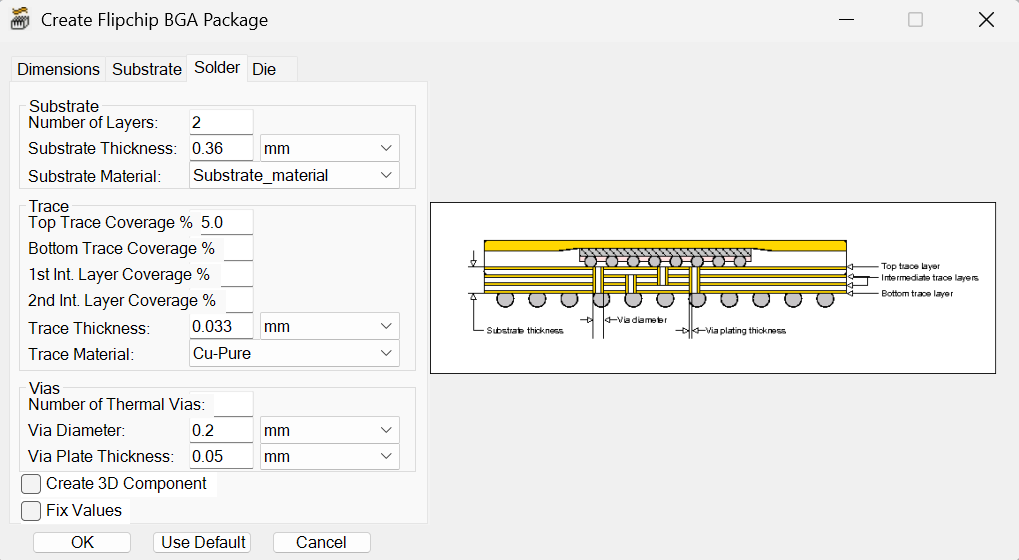 Create Flipchip BGA Package
Dimensions Substrate Solder Die
Substrate
Number of Layers: 2
Substrate Thickness: 0.36 mm
Substrate Material: Substrate_material
Trace
Top Trace Coverage % 5.0
Bottom Trace Coverage %
1st Int. Layer Coverage %
2nd Int. Layer Coverage %
Trace Thickness: 0.033 mm
Trace Material: Cu-Pure
Vias
Number of Thermal Vias:
Via Diameter: 0.2 mm
Via Plate Thickness: 0.05 mm
Create 3D Component
Fix Values
OK Use Default Cancel
Top trace layer
Intermediate trace layers
Bottom trace layer
Via diameter
Substrate thickness
Via plating thickness